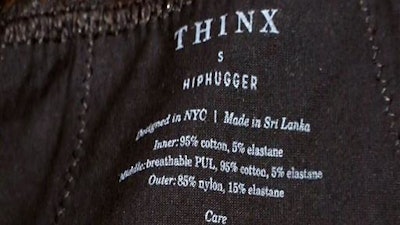 THINX
S
HIPHUGGER
Designed in NYC | Made in Sri Lanka
Inner: 95% cotton, 5% elastane
Middle: breathable PUL, 95% cotton, 5% elastane
Outer: 85% nylon, 15% elastane
Care